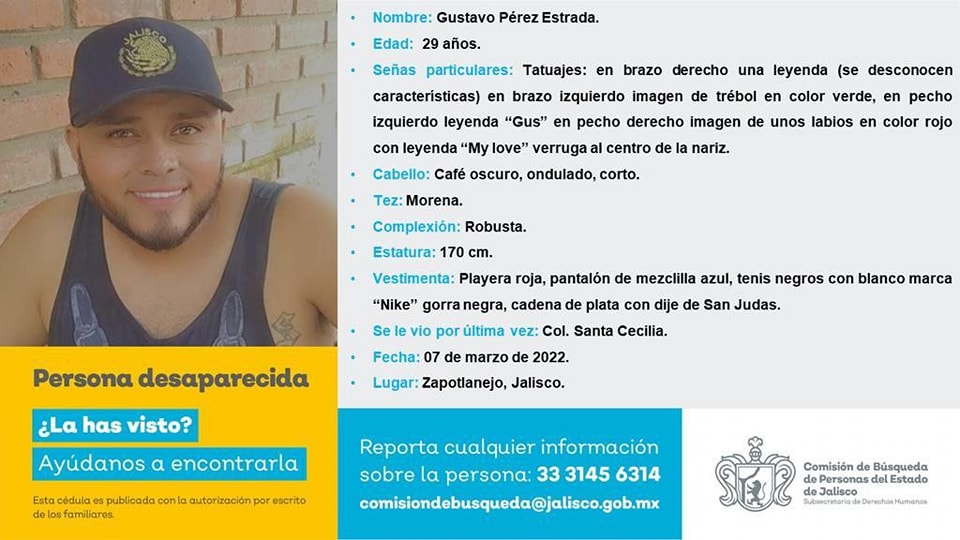 JALISCO
• Nombre: Gustavo Pérez Estrada.
• Edad: 29 años.
• Señas particulares: Tatuajes: en brazo derecho una leyenda (se desconocen
características) en brazo izquierdo imagen de trébol en color verde, en pecho
izquierdo leyenda “Gus” en pecho derecho imagen de unos labios en color rojo
con leyenda “My love” verruga al centro de la nariz.
• Cabello: Café oscuro, ondulado, corto.
• Tez: Morena.
• Complexión: Robusta.
• Estatura: 170 cm.
• Vestimenta: Playera roja, pantalón de mezclilla azul, tenis negros con blanco marca
“Nike” gorra negra, cadena de plata con dije de San Judas.
• Se le vio por última vez: Col. Santa Cecilia.
• Fecha: 07 de marzo de 2022.
• Lugar: Zapotlanejo, Jalisco.
Persona desaparecida
¿La has visto?
Ayúdanos a encontrarla
Esta cédula es publicada con la autorización por escrito
de los familiares.
Reporta cualquier información
sobre la persona: 33 3145 6314
comisiondebusqueda@jalisco.gob.mx
Comisión de Búsqueda
de Personas del Estado
de Jalisco
Subsecretaría de Derechos Humanos